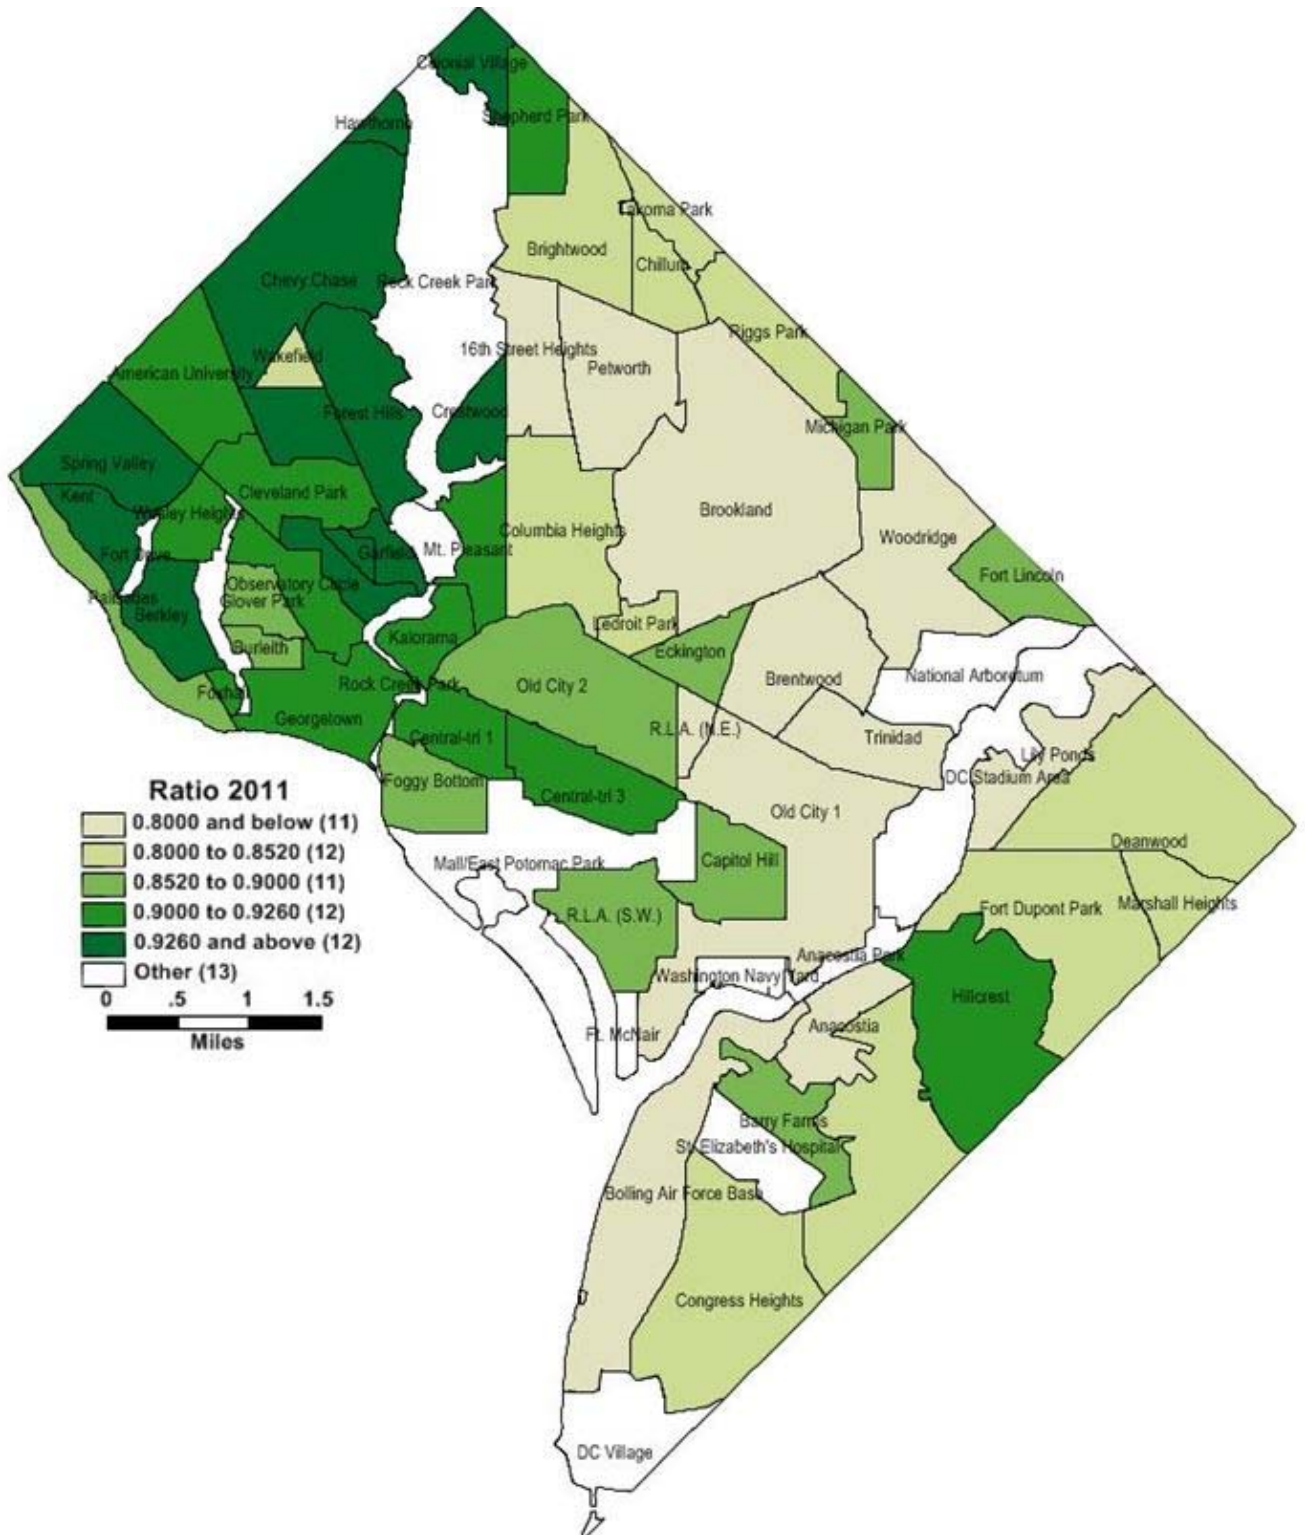 Colonial Village
Shepherd Park
Hawthorne
Takoma Park
Brightwood
Chillum
Chevy Chase
Rock Creek Park
Riggs Park
16th Street Heights
Wakefield
Petworth
American University
Forest Hills
Crestwood
Michigan Park
Spring Valley
Cleveland Park
Kent
Brookland
Wesley Heights
Columbia Heights
Woodridge
Garfield
Mt. Pleasant
Fort Drive
Fort Lincoln
Observatory Circle
Palisades
Glover Park
Berkley
Ledroit Park
Kalorama
Burleith
Eckington
National Arboretum
Brentwood
Rock Creek Park
Old City 2
Foxhall
Georgetown
R.L.A. (N.E.)
Central-tri 1
Trinidad
Lily Ponds
DC Stadium Area
Foggy Bottom
Central-tri 3
Old City 1
Deanwood
Capitol Hill
Mall/East Potomac Park
Marshall Heights
Fort Dupont Park
R.L.A. (S.W.)
Anacostia Park
Washington Navy Yard
Hillcrest
Anacostia
Ft. McNair
Barry Farms
St. Elizabeth's Hospital
Bolling Air Force Base
Congress Heights
DC Village
Ratio 2011
0.8000 and below (11)
0.8000 to 0.8520 (12)
0.8520 to 0.9000 (11)
0.9000 to 0.9260 (12)
0.9260 and above (12)
Other (13)
0 .5 1 1.5
Miles